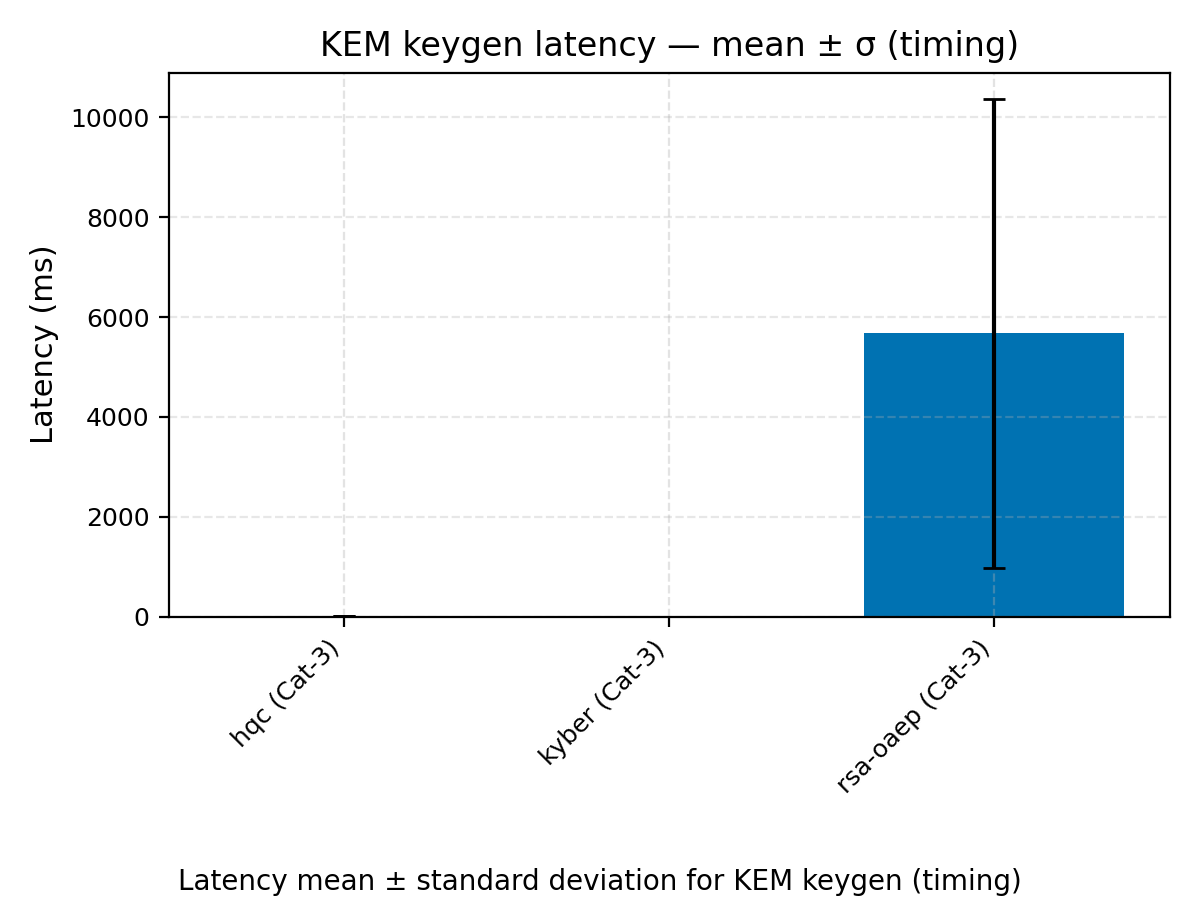 KEM keygen latency — mean ± σ (timing)
Latency (ms)
10000
8000
6000
4000
2000
0
hqc (Cat-3)
kyber (Cat-3)
rsa-oaep (Cat-3)
Latency mean ± standard deviation for KEM keygen (timing)